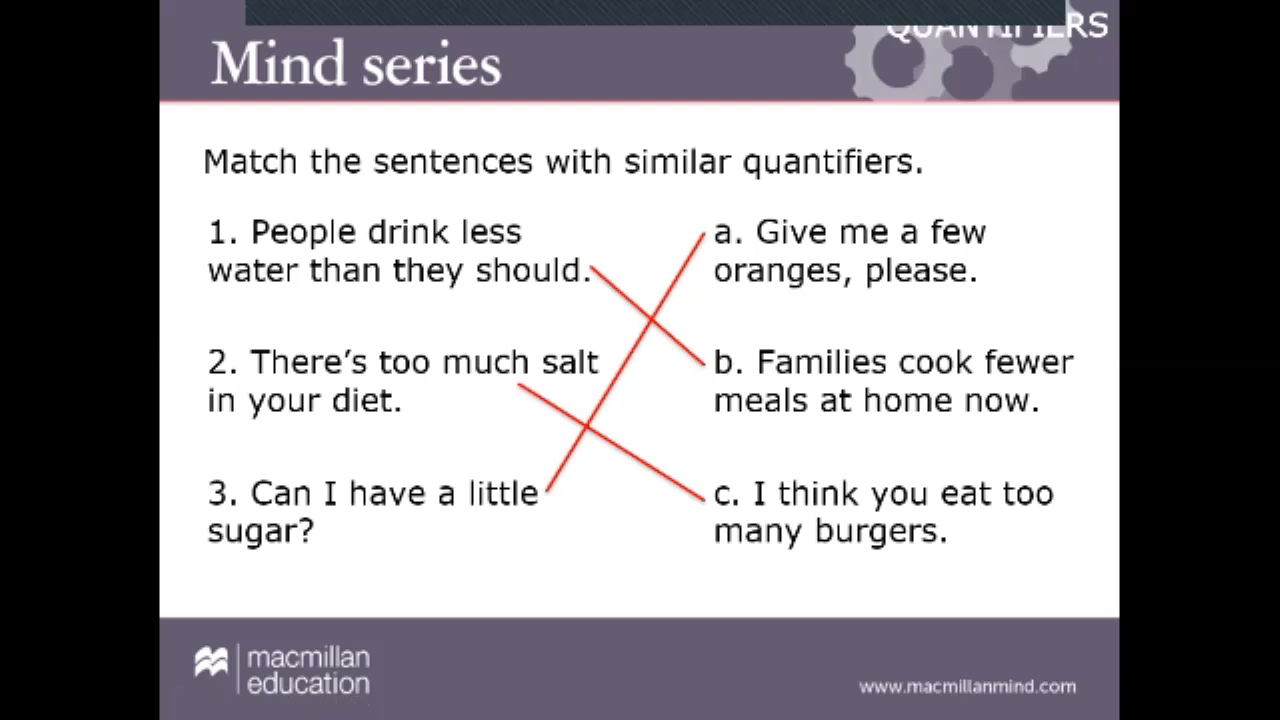 QUANTIFIERS
Mind series
Match the sentences with similar quantifiers.
1. People drink less
water than they should.
2. There's too much salt
in your diet.
3. Can I have a little
sugar?
a. Give me a few
oranges, please.
b. Families cook fewer
meals at home now.
c. I think you eat too
many burgers.
macmillan
education
www.macmillanmind.com